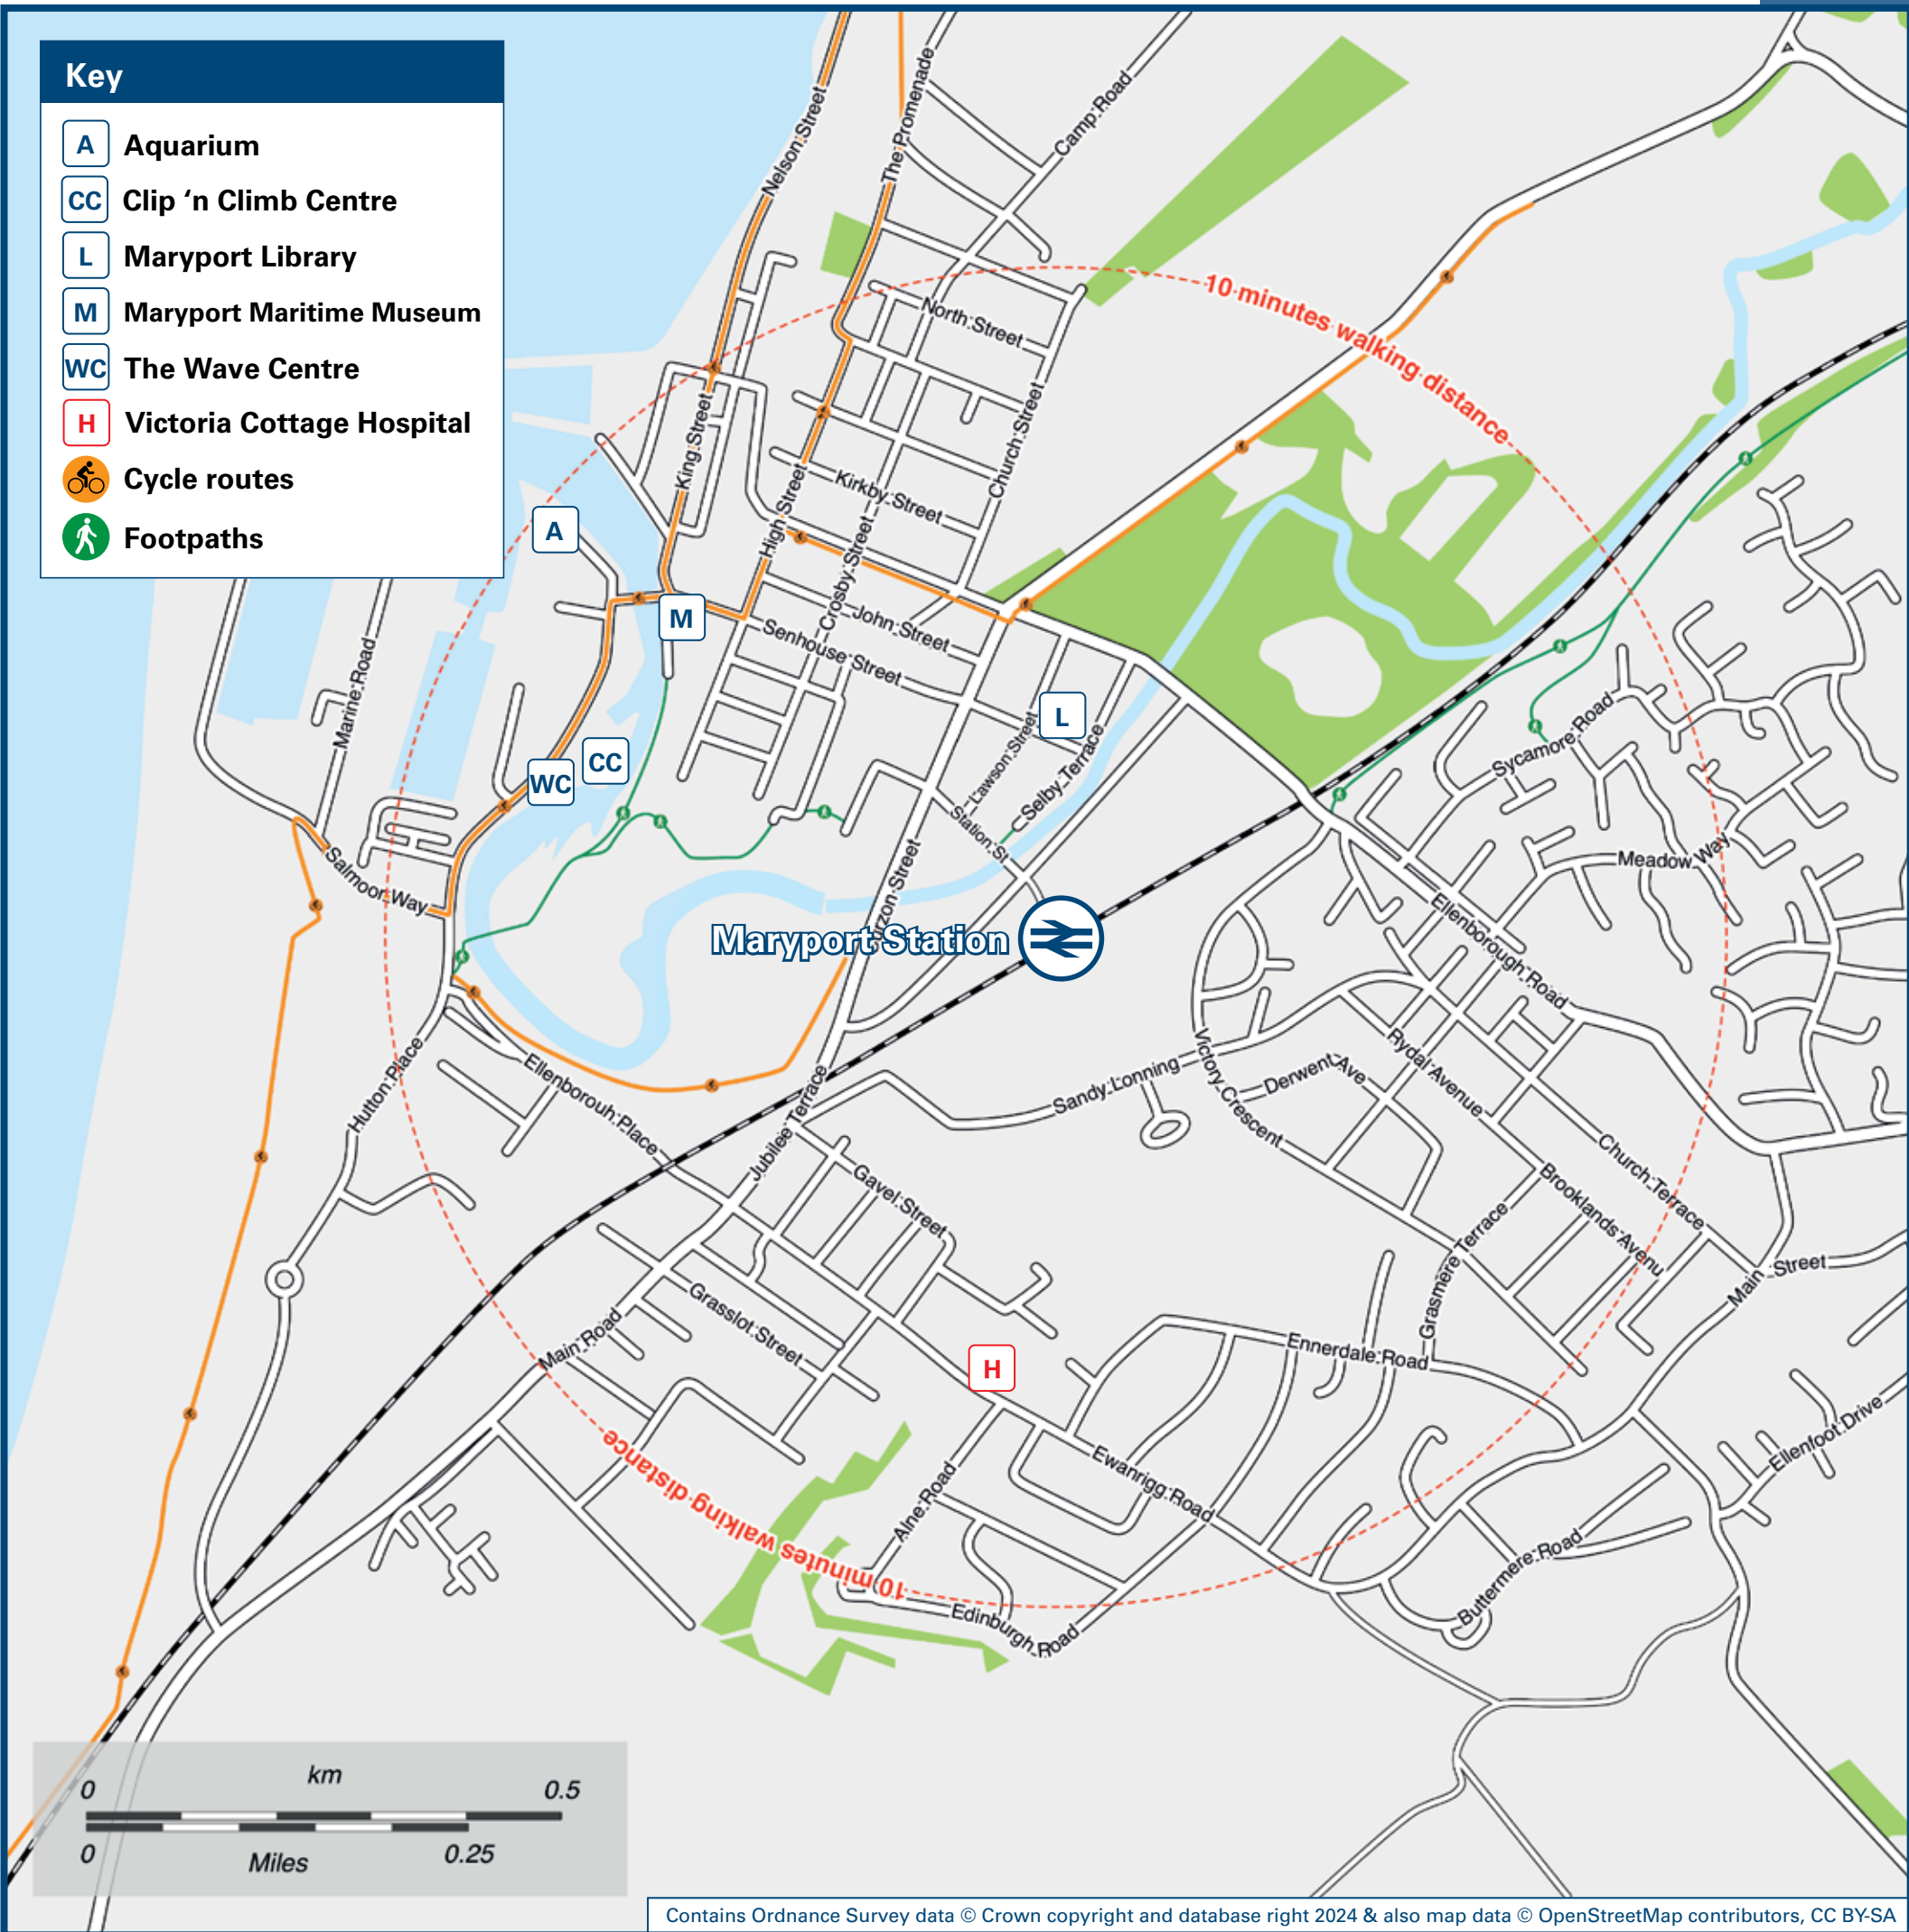 Key
A Aquarium
CC Clip ‘n Climb Centre
L Maryport Library
M Maryport Maritime Museum
WC The Wave Centre
H Victoria Cottage Hospital
Cycle routes
Footpaths
Nelson Street
The Promenade
Camp Road
10 minutes walking distance
North Street
King Street
Church Street
High Street
Kirkby Street
Crosby Street
A
M
John Street
Senhouse Street
Marine Road
L
Lawson Street
Selby Terrace
Station St
CC
WC
Sycamore Road
Meadow Way
Salmoor Way
Curzon Street
Maryport Station
Ellenborough Road
Hutton Place
Ellenborouh Place
Jubilee Terrace
Sandy Lonning
Victory Crescent
Derwent Ave
Rydal Avenue
Church Terrace
Brooklands Avenu
Gavel Street
Grasmere Terrace
Main Street
Grasslot Street
Main Road
H
Ennerdale Road
Ellenfoot Drive
Ewanrigg Road
Alne Road
10 minutes walking distance
Buttermere Road
Edinburgh Road
km
0 0.5
0 0.25
Miles
Contains Ordnance Survey data © Crown copyright and database right 2024 & also map data © OpenStreetMap contributors, CC BY-SA